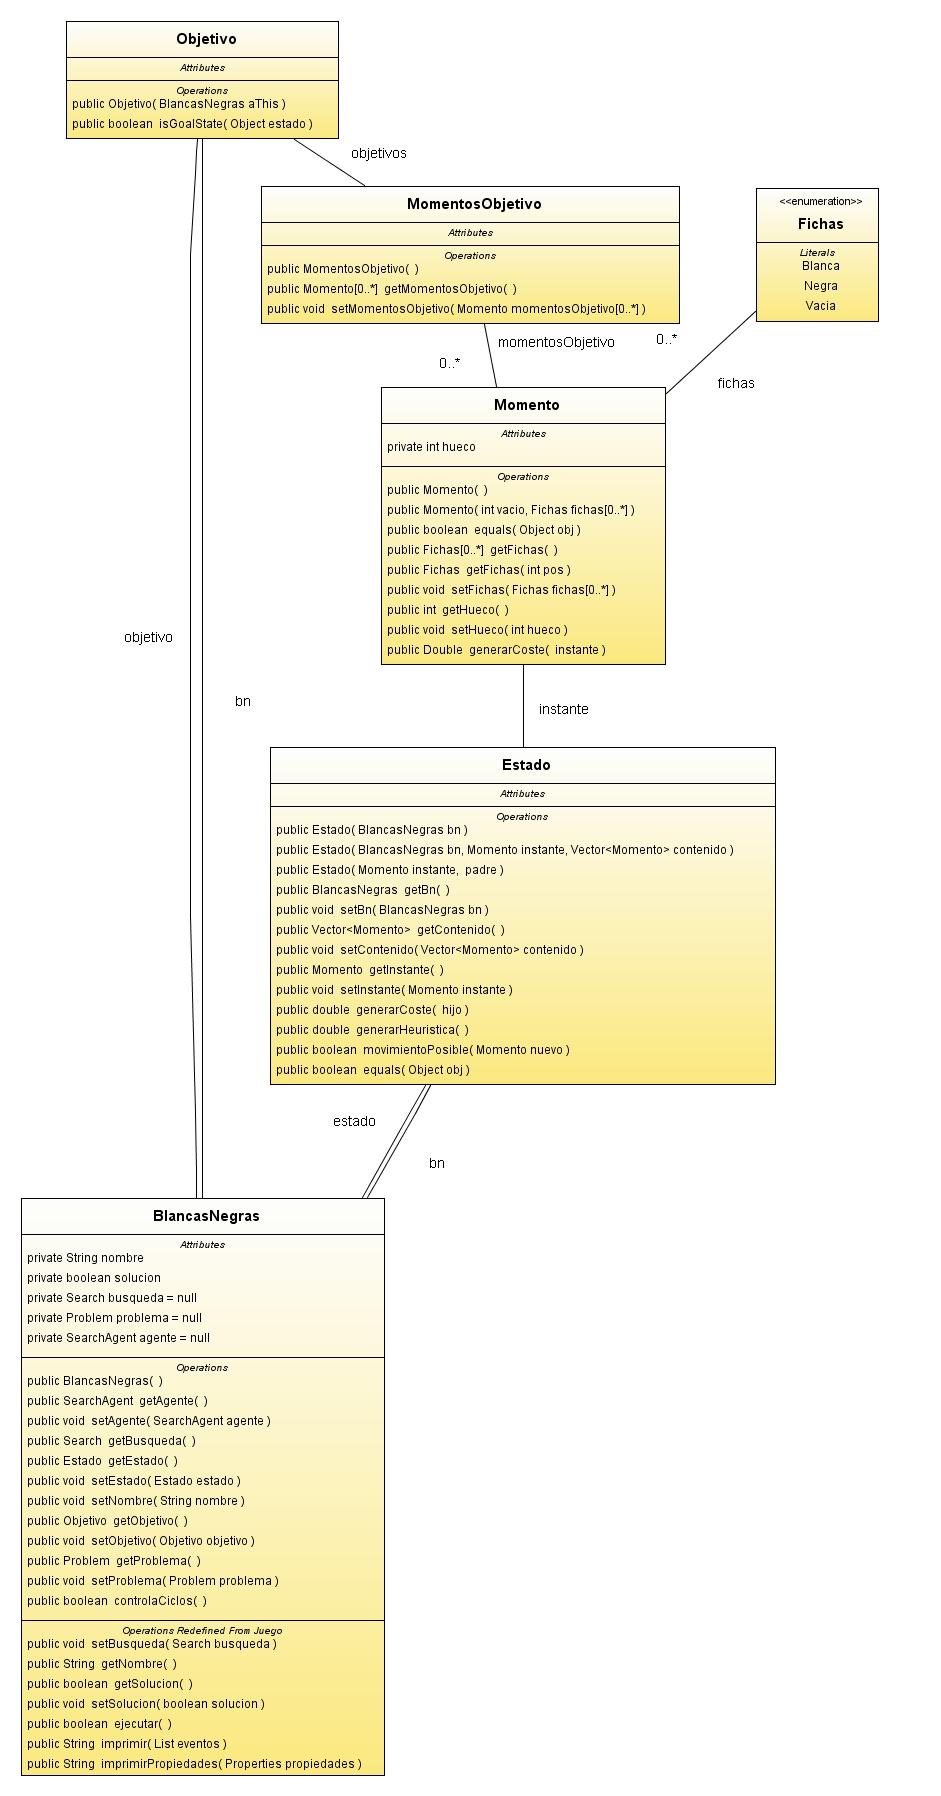 Objetivo
Attributes
Operations
public Objetivo( BlancasNegras aThis )
public boolean isGoalState( Object estado )
objetivos
MomentosObjetivo
Attributes
Operations
public MomentosObjetivo( )
public Momento[0..*] getMomentosObjetivo( )
public void setMomentosObjetivo( Momento momentosObjetivo[0..*] )
<<enumeration>>
Fichas
Literals
Blanca
Negra
Vacia
momentosObjetivo
0..*
0..*
fichas
Momento
Attributes
private int hueco
Operations
public Momento( )
public Momento( int vacio, Fichas fichas[0..*] )
public boolean equals( Object obj )
public Fichas[0..*] getFichas( )
public Fichas getFichas( int pos )
public void setFichas( Fichas fichas[0..*] )
public int getHueco( )
public void setHueco( int hueco )
public Double generarCoste( instante )
objetivo
bn
instante
Estado
Attributes
Operations
public Estado( BlancasNegras bn )
public Estado( BlancasNegras bn, Momento instante, Vector<Momento> contenido )
public Estado( Momento instante, padre )
public BlancasNegras getBn( )
public void setBn( BlancasNegras bn )
public Vector<Momento> getContenido( )
public void setContenido( Vector<Momento> contenido )
public Momento getInstante( )
public void setInstante( Momento instante )
public double generarCoste( hijo )
public double generarHeuristica( )
public boolean movimientoPosible( Momento nuevo )
public boolean equals( Object obj )
estado
bn
BlancasNegras
Attributes
private String nombre
private boolean solucion
private Search busqueda = null
private Problem problema = null
private SearchAgent agente = null
Operations
public BlancasNegras( )
public SearchAgent getAgente( )
public void setAgente( SearchAgent agente )
public Search getBusqueda( )
public Estado getEstado( )
public void setEstado( Estado estado )
public void setNombre( String nombre )
public Objetivo getObjetivo( )
public void setObjetivo( Objetivo objetivo )
public Problem getProblema( )
public void setProblema( Problem problema )
public boolean controlaCiclos( )
Operations Redefined From Juego
public void setBusqueda( Search busqueda )
public String getNombre( )
public boolean getSolucion( )
public void setSolucion( boolean solucion )
public boolean ejecutar( )
public String imprimir( List eventos )
public String imprimirPropiedades( Properties propiedades )